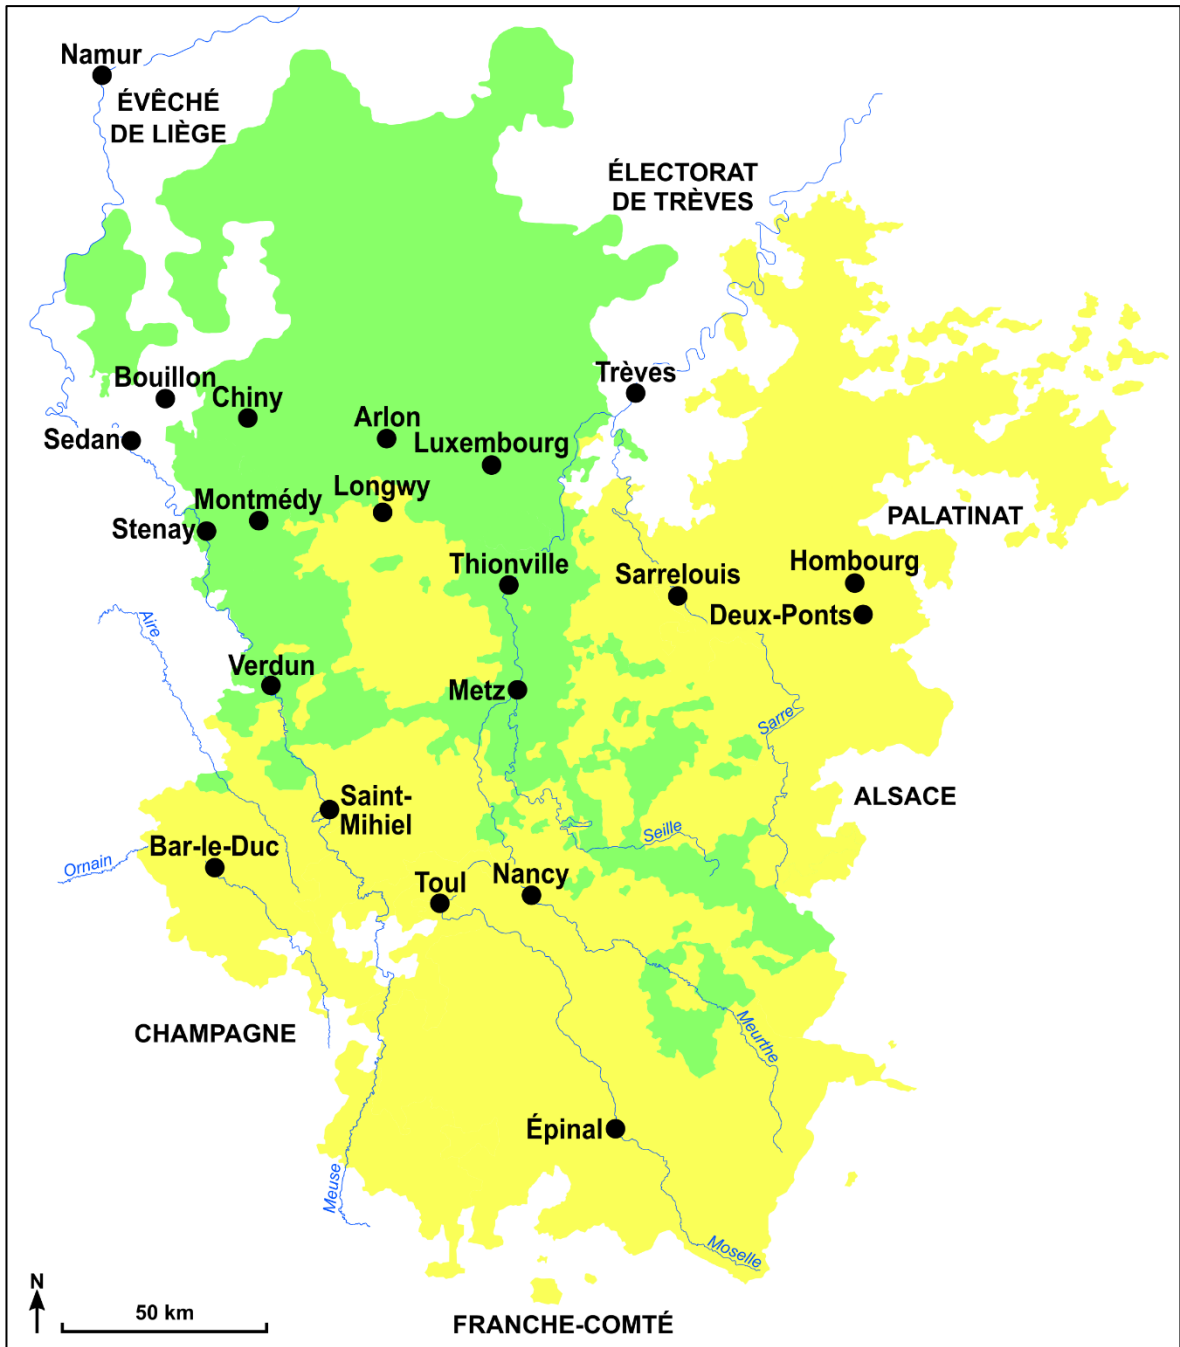 Namur
ÉVÊCHÉ
DE LIÈGE
ÉLECTORAT
DE TRÈVES
Trèves
Bouillon
Chiny
Arlon
Sedan
Luxembourg
Longwy
Montmédy
Stenay
PALATINAT
Thionville
Hombourg
Sarrelouis
Deux-Ponts
Aire
Verdun
Metz
Sarre
Saint-
Mihiel
ALSACE
Seille
Bar-le-Duc
Ornain
Toul
Nancy
CHAMPAGNE
Meurthe
Épinal
Meuse
Moselle
N
50 km
FRANCHE-COMTÉ